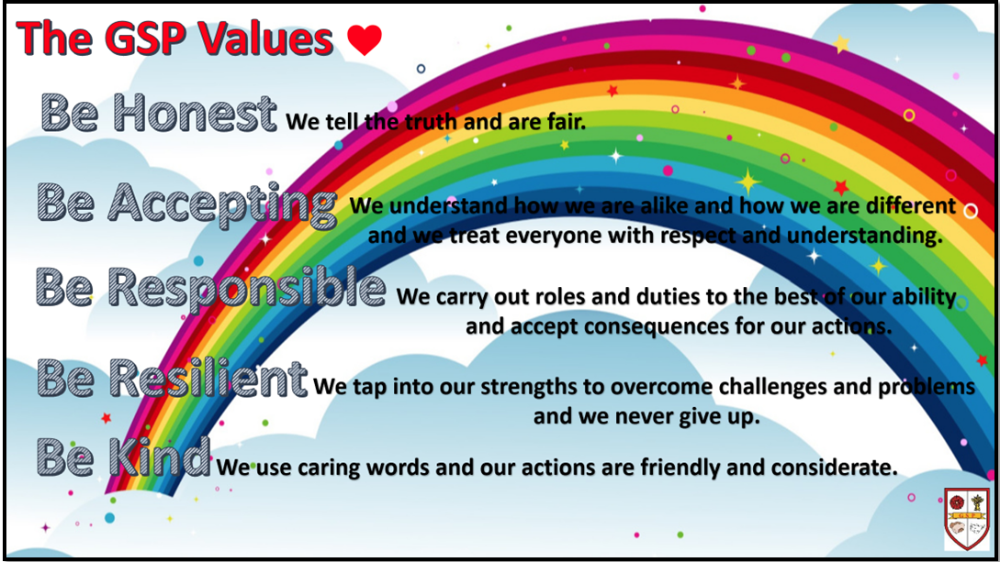 The GSP Values
Be Honest We tell the truth and are fair.
Be Accepting We understand how we are alike and how we are different
and we treat everyone with respect and understanding.
Be Responsible We carry out roles and duties to the best of our ability
and accept consequences for our actions.
Be Resilient We tap into our strengths to overcome challenges and problems
and we never give up.
Be Kind We use caring words and our actions are friendly and considerate.
GSP